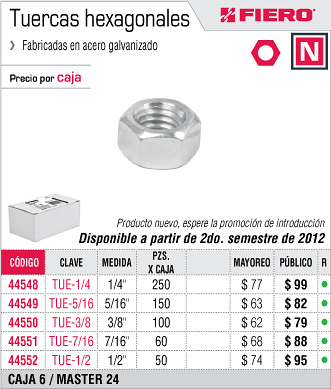 Tuercas hexagonales
FIERO
Fabricadas en acero galvanizado
N
Precio por caja
Producto nuevo, espere la promoción de introducción
Disponible a partir de 2do. semestre de 2012
CÓDIGO CLAVE MEDIDA PZS. X CAJA MAYOREO PÚBLICO R
44548 TUE-1/4 1/4" 250 $ 77 $ 99
44549 TUE-5/16 5/16" 150 $ 63 $ 82
44550 TUE-3/8 3/8" 100 $ 62 $ 79
44551 TUE-7/16 7/16" 60 $ 68 $ 88
44552 TUE-1/2 1/2" 50 $ 74 $ 95
CAJA 6 / MASTER 24